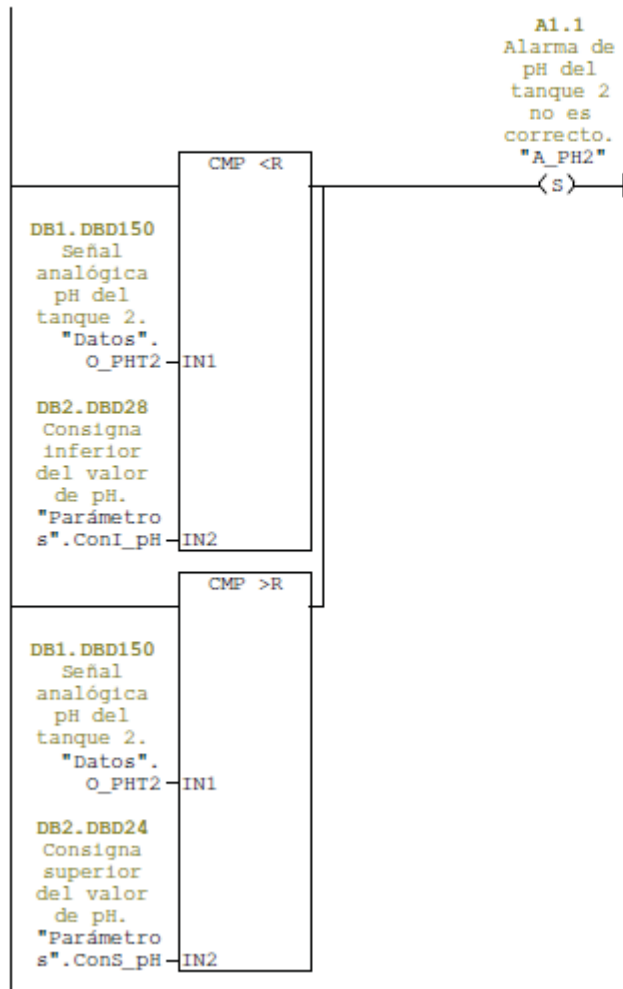 A1.1
Alarma de
pH del
tanque 2
no es
correcto.
"A_PH2"
S
CMP <R
DB1.DBD150
Señal
analógica
pH del
tanque 2.
"Datos".
O_PHT2
IN1
DB2.DBD28
Consigna
inferior
del valor
de pH.
"Parámetro
s".ConI_pH
IN2
CMP >R
DB1.DBD150
Señal
analógica
pH del
tanque 2.
"Datos".
O_PHT2
IN1
DB2.DBD24
Consigna
superior
del valor
de pH.
"Parámetro
s".ConS_pH
IN2